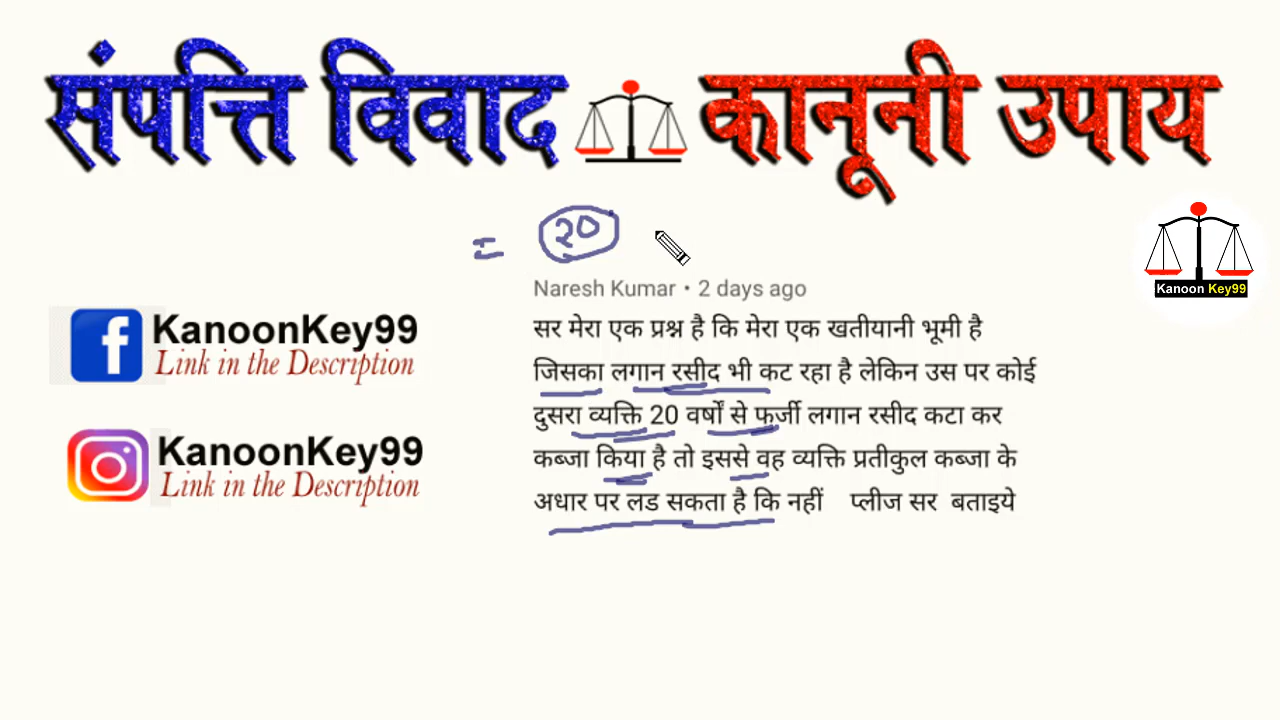 संपत्ति विवाद कानूनी उपाय
= 20
Kanoon Key99
Naresh Kumar • 2 days ago
सर मेरा एक प्रश्न है कि मेरा एक खतीयानी भूमी है
जिसका लगान रसीद भी कट रहा है लेकिन उस पर कोई
दुसरा व्यक्ति 20 वर्षों से फर्जी लगान रसीद कटा कर
कब्जा किया है तो इससे वह व्यक्ति प्रतीकुल कब्जा के
अधार पर लड सकता है कि नहीं प्लीज सर बताइये
f KanoonKey99
Link in the Description
KanoonKey99
Link in the Description